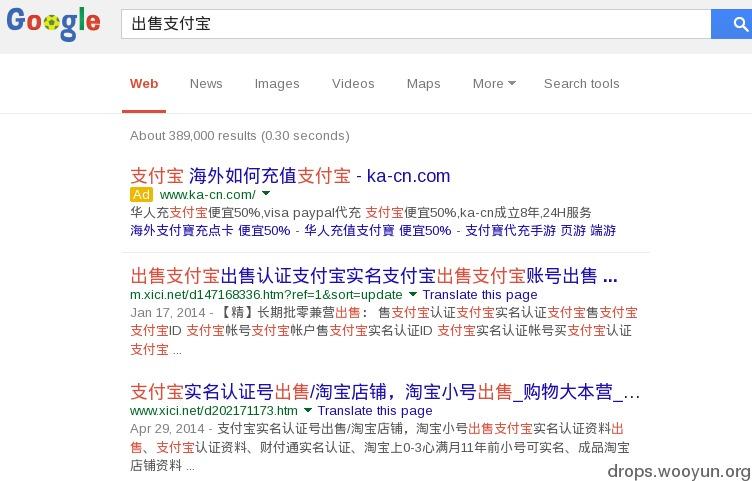 Google
出售支付宝
Web News Images Videos Maps More Search tools
About 389,000 results (0.30 seconds)
支付宝 海外如何充值支付宝 - ka-cn.com
Ad www.ka-cn.com/
华人充支付宝便宜50%,visa paypal代充 支付宝便宜50%,ka-cn成立8年,24H服务
海外支付寶充点卡 便宜50% - 华人充值支付寶 便宜50% - 支付寶代充手游 页游 端游
出售支付宝出售认证支付宝实名支付宝出售支付宝账号出售 ...
m.xici.net/d147168336.htm?ref=1&sort=update Translate this page
Jan 17, 2014 - 【精】长期批零兼营出售： 售支付宝认证支付宝实名认证支付宝售支付宝
支付宝ID 支付宝帐号支付宝帐户售支付宝实名认证ID 支付宝实名认证帐号买支付宝认证
支付宝 ...
支付宝实名认证号出售/淘宝店铺，淘宝小号出售_购物大本营_...
www.xici.net/d202171173.htm Translate this page
Apr 29, 2014 - 支付宝实名认证号出售/淘宝店铺，淘宝小号出售支付宝实名认证资料出
售、支付宝认证资料、财付通实名认证、淘宝上0-3心满月11年前小号可实名、成品淘宝
店铺资料 ...
drops.wooyun.org